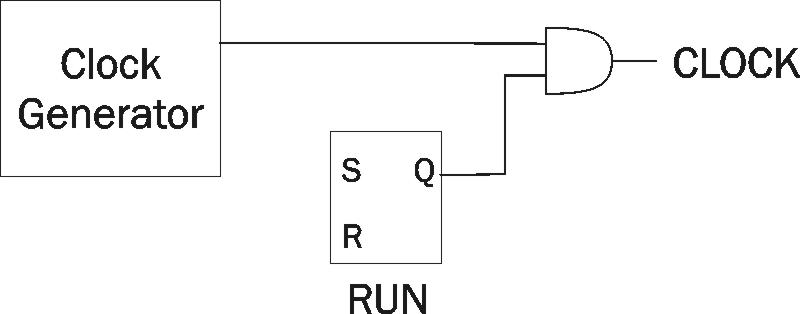 Clock
Generator
CLOCK
S Q
R
RUN